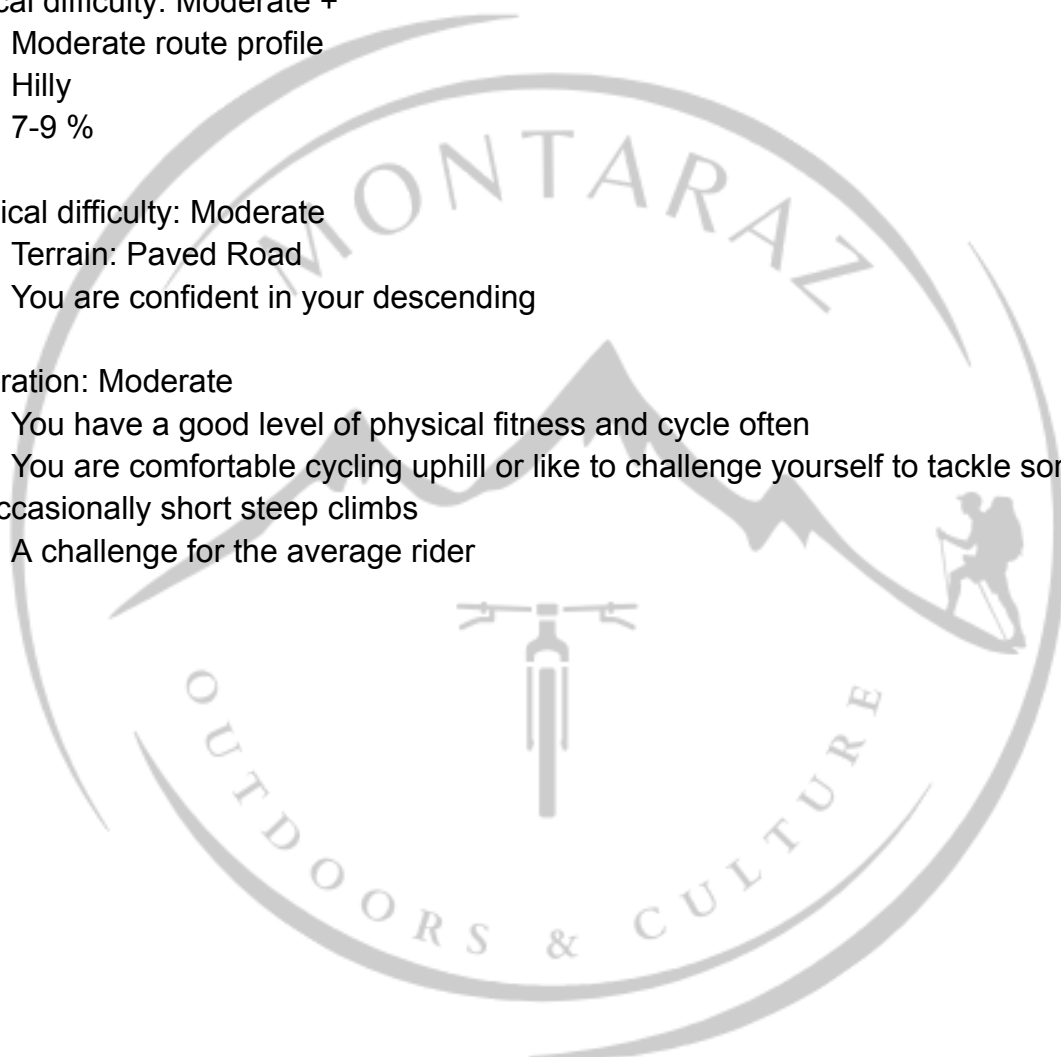 ical difficulty: Moderate +
Moderate route profile
Hilly
7-9 %
ical difficulty: Moderate
Terrain: Paved Road
You are confident in your descending
ration: Moderate
You have a good level of physical fitness and cycle often
You are comfortable cycling uphill or like to challenge yourself to tackle
ccasionally short steep climbs
A challenge for the average rider
MONTARAZ
OUTDOORS & CULTURE